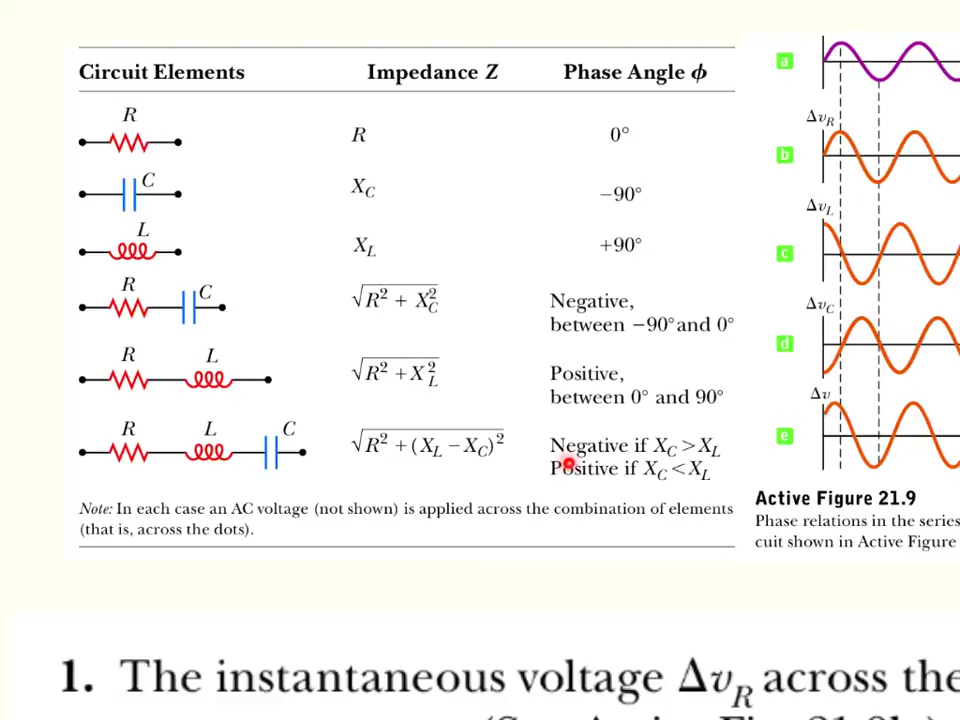 Circuit Elements Impedance Z Phase Angle ϕ
R
R 0°
C
X_C −90°
L
X_L +90°
R C
√R² + X_C² Negative,
between −90° and 0°
R L
√R² + X_L² Positive,
between 0° and 90°
R L C
√R² + (X_L − X_C)² Negative if X_C > X_L
Positive if X_C < X_L
Note: In each case an AC voltage (not shown) is applied across the combination of elements
(that is, across the dots).
a
Δv_R
b
Δv_L
c
Δv_C
d
Δv
e
Active Figure 21.9
Phase relations in the series
cuit shown in Active Figure
1. The instantaneous voltage Δv_R across the